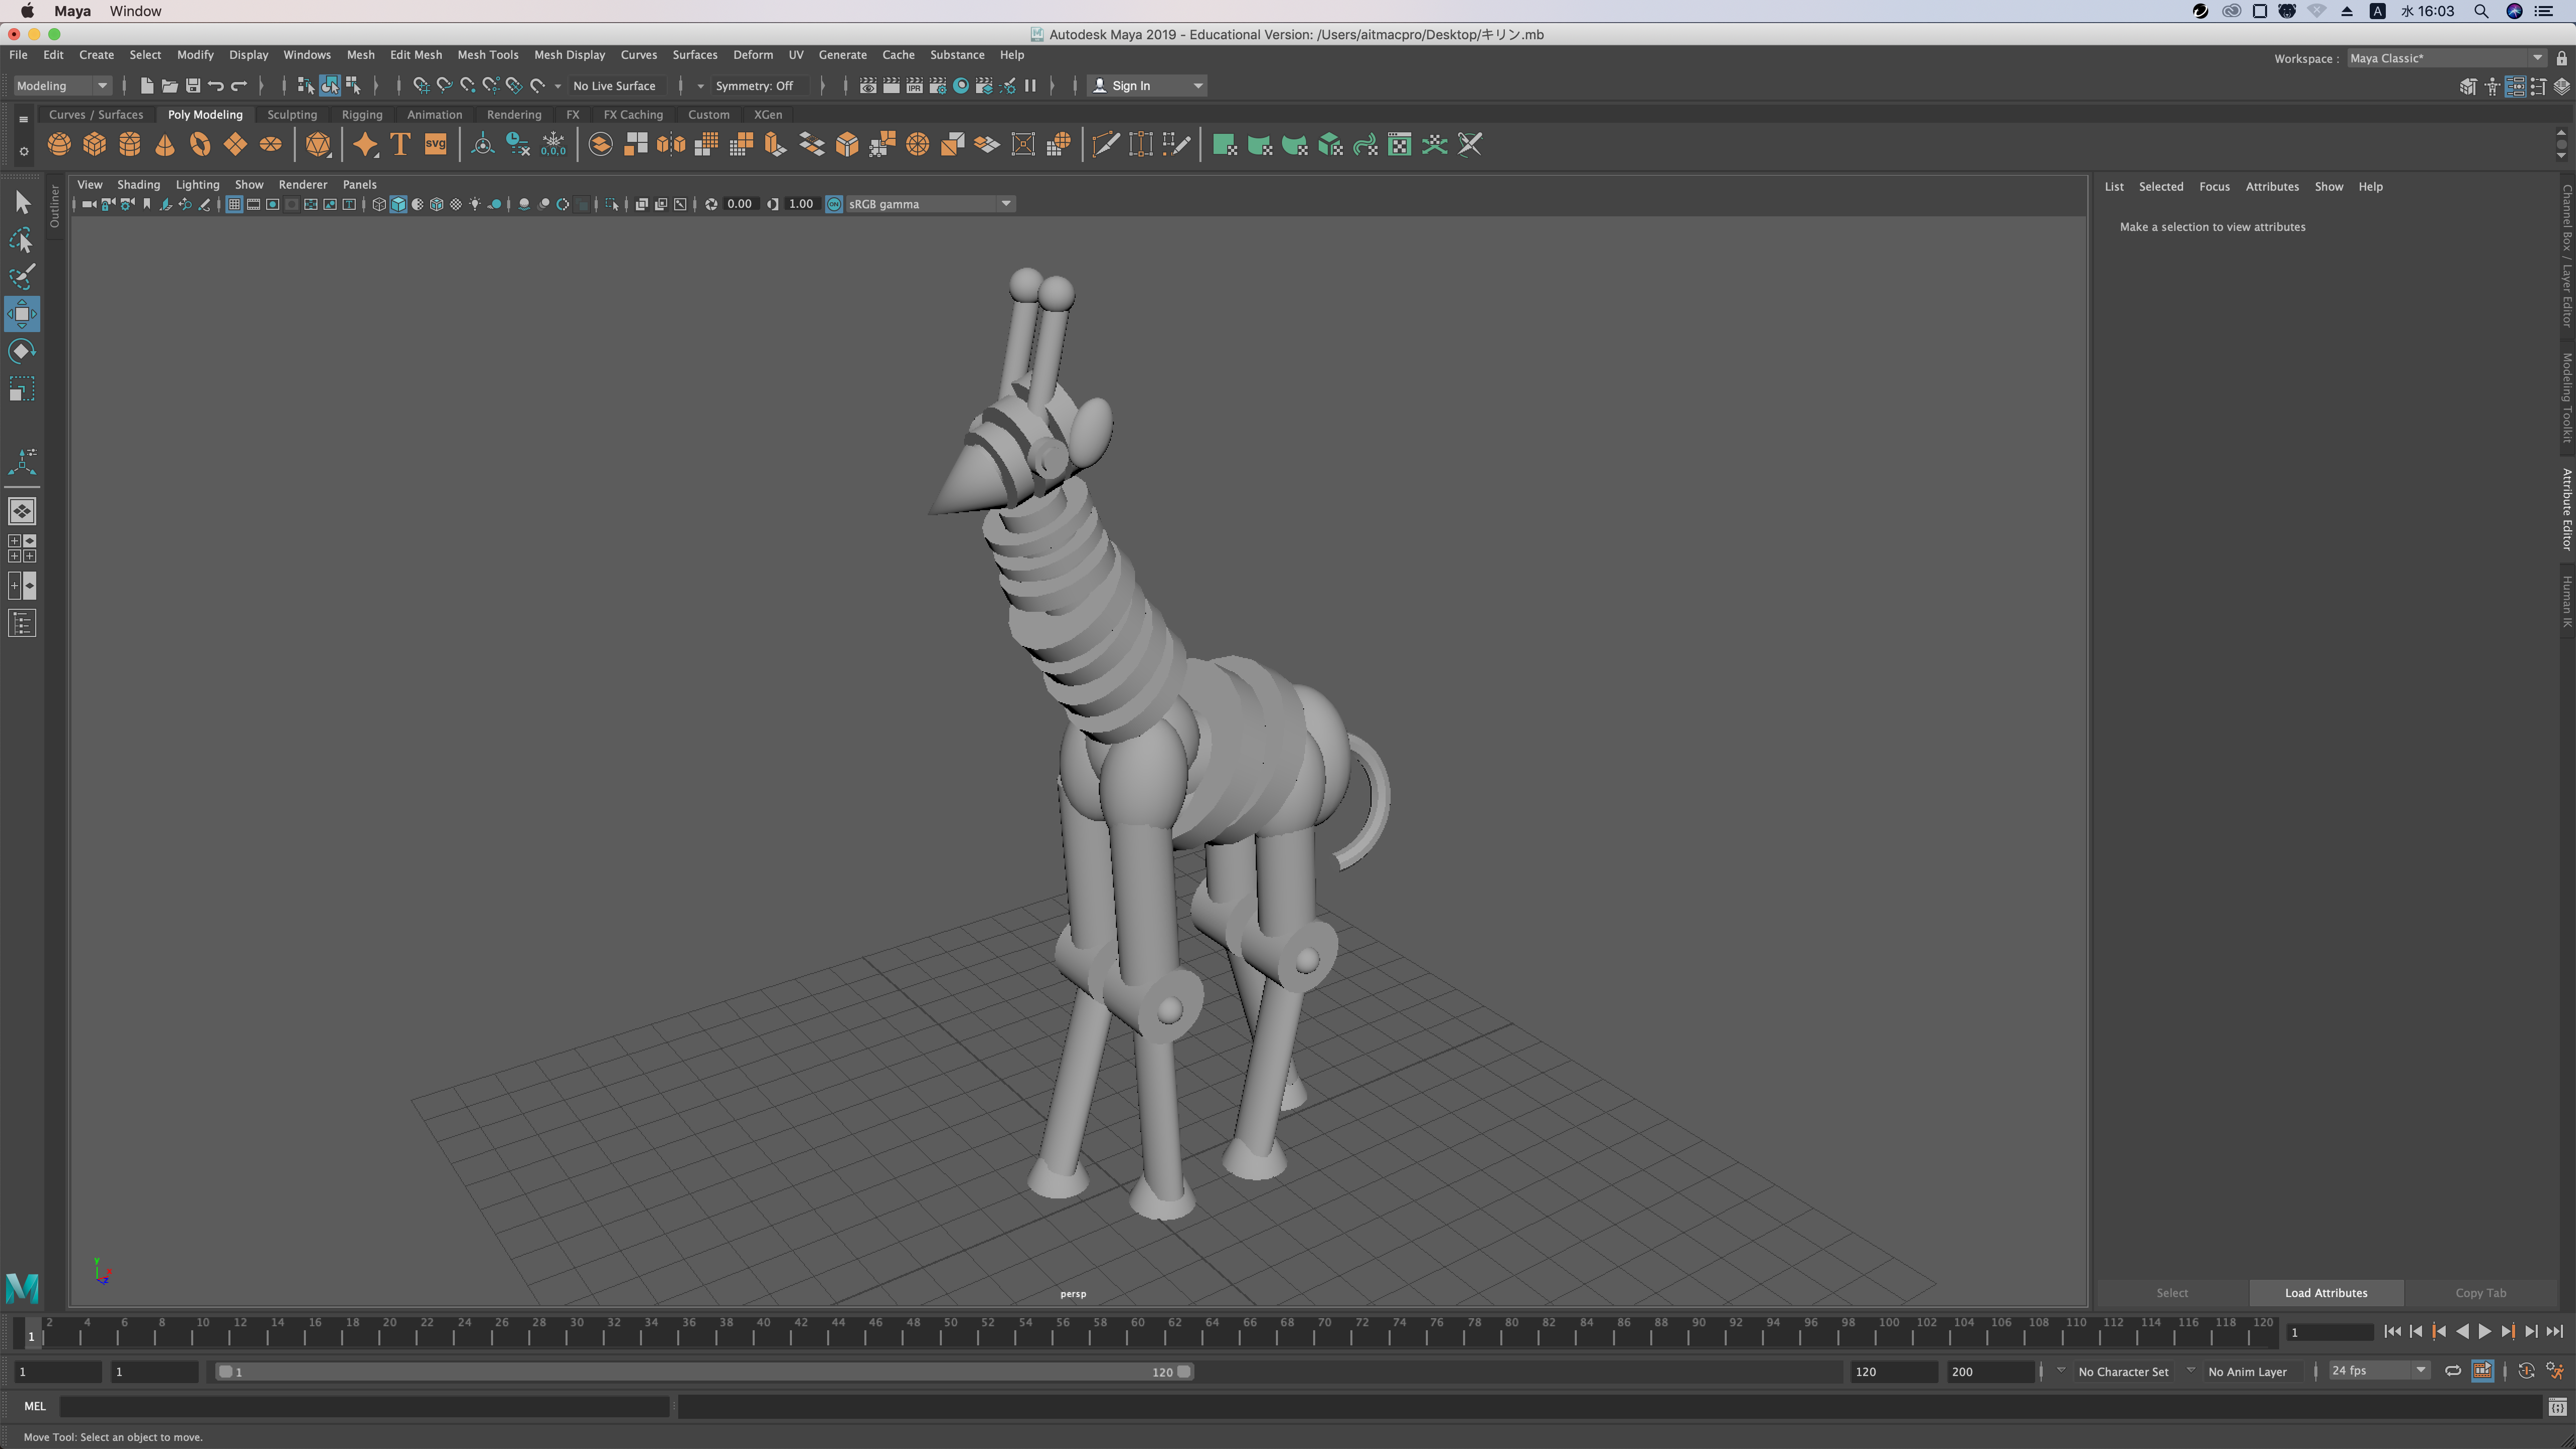 Maya Window
水 16:03
Autodesk Maya 2019 - Educational Version: /Users/aitmacpro/Desktop/キリン.mb
File Edit Create Select Modify Display Windows Mesh Edit Mesh Mesh Tools Mesh Display Curves Surfaces Deform UV Generate Cache Substance Help
Workspace : Maya Classic*
Modeling
No Live Surface
Symmetry: Off
IPR
Sign In
Curves / Surfaces Poly Modeling Sculpting Rigging Animation Rendering FX FX Caching Custom XGen
T svg 0,0,0
View Shading Lighting Show Renderer Panels
0.00 1.00 ON sRGB gamma
Outliner
List Selected Focus Attributes Show Help
Make a selection to view attributes
Channel Box / Layer Editor
Modeling Toolkit
Attribute Editor
Human IK
persp
Select Load Attributes Copy Tab
1 2 4 6 8 10 12 14 16 18 20 22 24 26 28 30 32 34 36 38 40 42 44 46 48 50 52 54 56 58 60 62 64 66 68 70 72 74 76 78 80 82 84 86 88 90 92 94 96 98 100 102 104 106 108 110 112 114 116 118 120 1
1 1 1 120 120 200 No Character Set No Anim Layer 24 fps
MEL
Move Tool: Select an object to move.